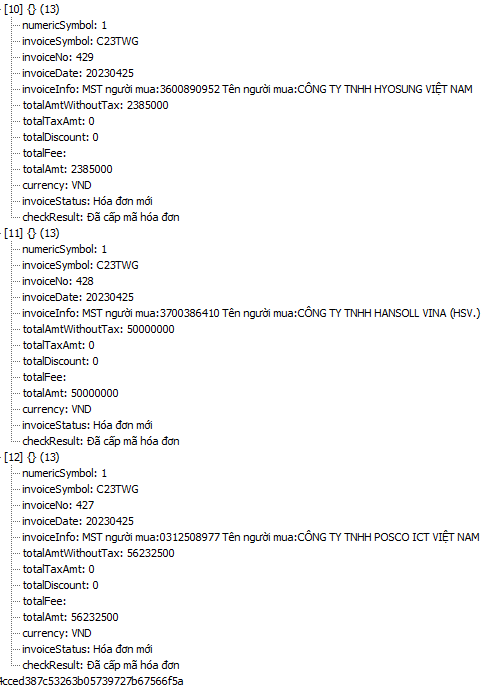 [10] {} (13)
numericSymbol: 1
invoiceSymbol: C23TWG
invoiceNo: 429
invoiceDate: 20230425
invoiceInfo: MST người mua:3600890952 Tên người mua:CÔNG TY TNHH HYOSUNG VIỆT NAM
totalAmtWithoutTax: 2385000
totalTaxAmt: 0
totalDiscount: 0
totalFee:
totalAmt: 2385000
currency: VND
invoiceStatus: Hóa đơn mới
checkResult: Đã cấp mã hóa đơn
[11] {} (13)
numericSymbol: 1
invoiceSymbol: C23TWG
invoiceNo: 428
invoiceDate: 20230425
invoiceInfo: MST người mua:3700386410 Tên người mua:CÔNG TY TNHH HANSOLL VINA (HSV.)
totalAmtWithoutTax: 50000000
totalTaxAmt: 0
totalDiscount: 0
totalFee:
totalAmt: 50000000
currency: VND
invoiceStatus: Hóa đơn mới
checkResult: Đã cấp mã hóa đơn
[12] {} (13)
numericSymbol: 1
invoiceSymbol: C23TWG
invoiceNo: 427
invoiceDate: 20230425
invoiceInfo: MST người mua:0312508977 Tên người mua:CÔNG TY TNHH POSCO ICT VIỆT NAM
totalAmtWithoutTax: 56232500
totalTaxAmt: 0
totalDiscount: 0
totalFee:
totalAmt: 56232500
currency: VND
invoiceStatus: Hóa đơn mới
checkResult: Đã cấp mã hóa đơn
4cced387c53263b05739727b67566f5a